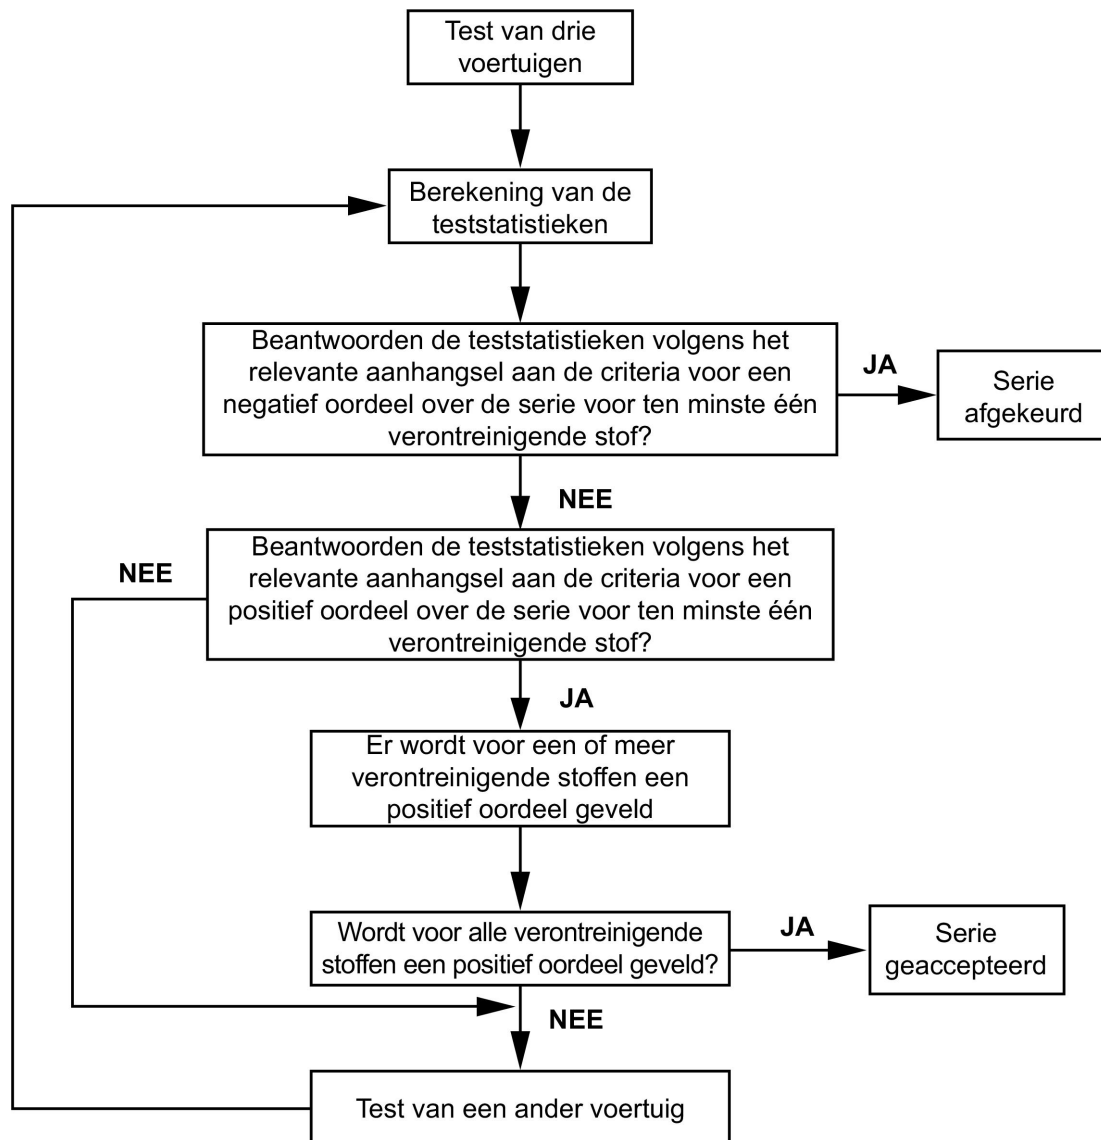 Test van drie
voertuigen
Berekening van de
teststatistieken
Beantwoorden de teststatistieken volgens het
relevante aanhangsel aan de criteria voor een
negatief oordeel over de serie voor ten minste één
verontreinigende stof?
JA
Serie
afgekeurd
NEE
Beantwoorden de teststatistieken volgens het
relevante aanhangsel aan de criteria voor een
positief oordeel over de serie voor ten minste één
verontreinigende stof?
NEE
JA
Er wordt voor een of meer
verontreinigende stoffen een
positief oordeel geveld
Wordt voor alle verontreinigende
stoffen een positief oordeel geveld?
JA
Serie
geaccepteerd
NEE
Test van een ander voertuig